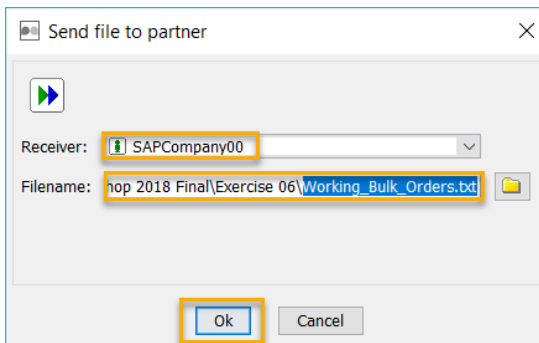 Send file to partner
Receiver: SAPCompany00
Filename: hop 2018 Final\Exercise 06\Working_Bulk_Orders.txt
Ok Cancel